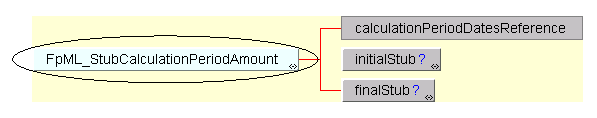 calculationPeriodDatesReference
FpML_StubCalculationPeriodAmount
initialStub?
finalStub?